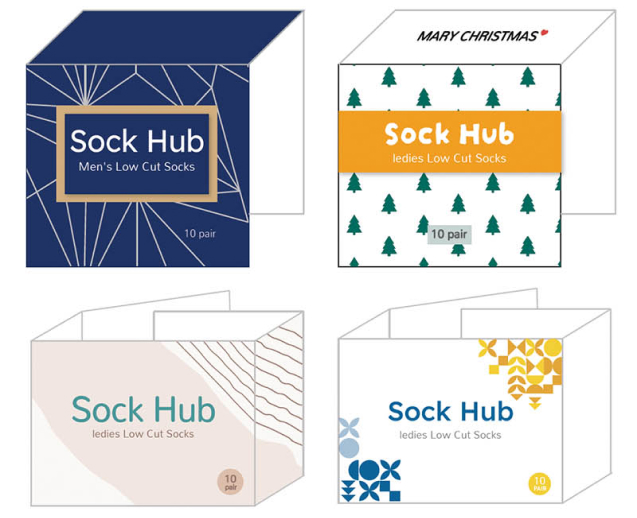 Sock Hub
Men's Low Cut Socks
10 pair
MARY CHRISTMAS
Sock Hub
ledies Low Cut Socks
10 pair
Sock Hub
ledies Low Cut Socks
10
pair
Sock Hub
ledies Low Cut Socks
10
PAIR